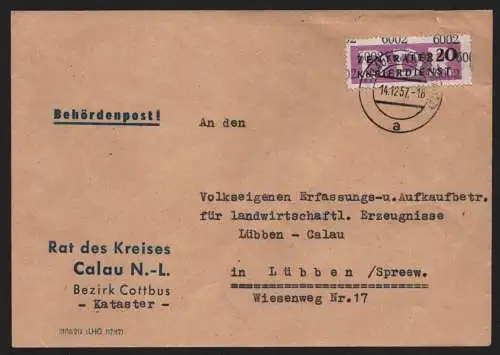 6002 6002
ZENTRALER 20
KURIERDIENST
14.12.57.-18
a
Behördenpost!
An den
Volkseigenen Erfassungs-u.Aufkaufbetr.
für landwirtschaftl. Erzeugnisse
Lübben - Calau
in Lübben /Spreew.
Wiesenweg Nr.17
Rat des Kreises
Calau N.-L.
Bezirk Cottbus
- Kataster -